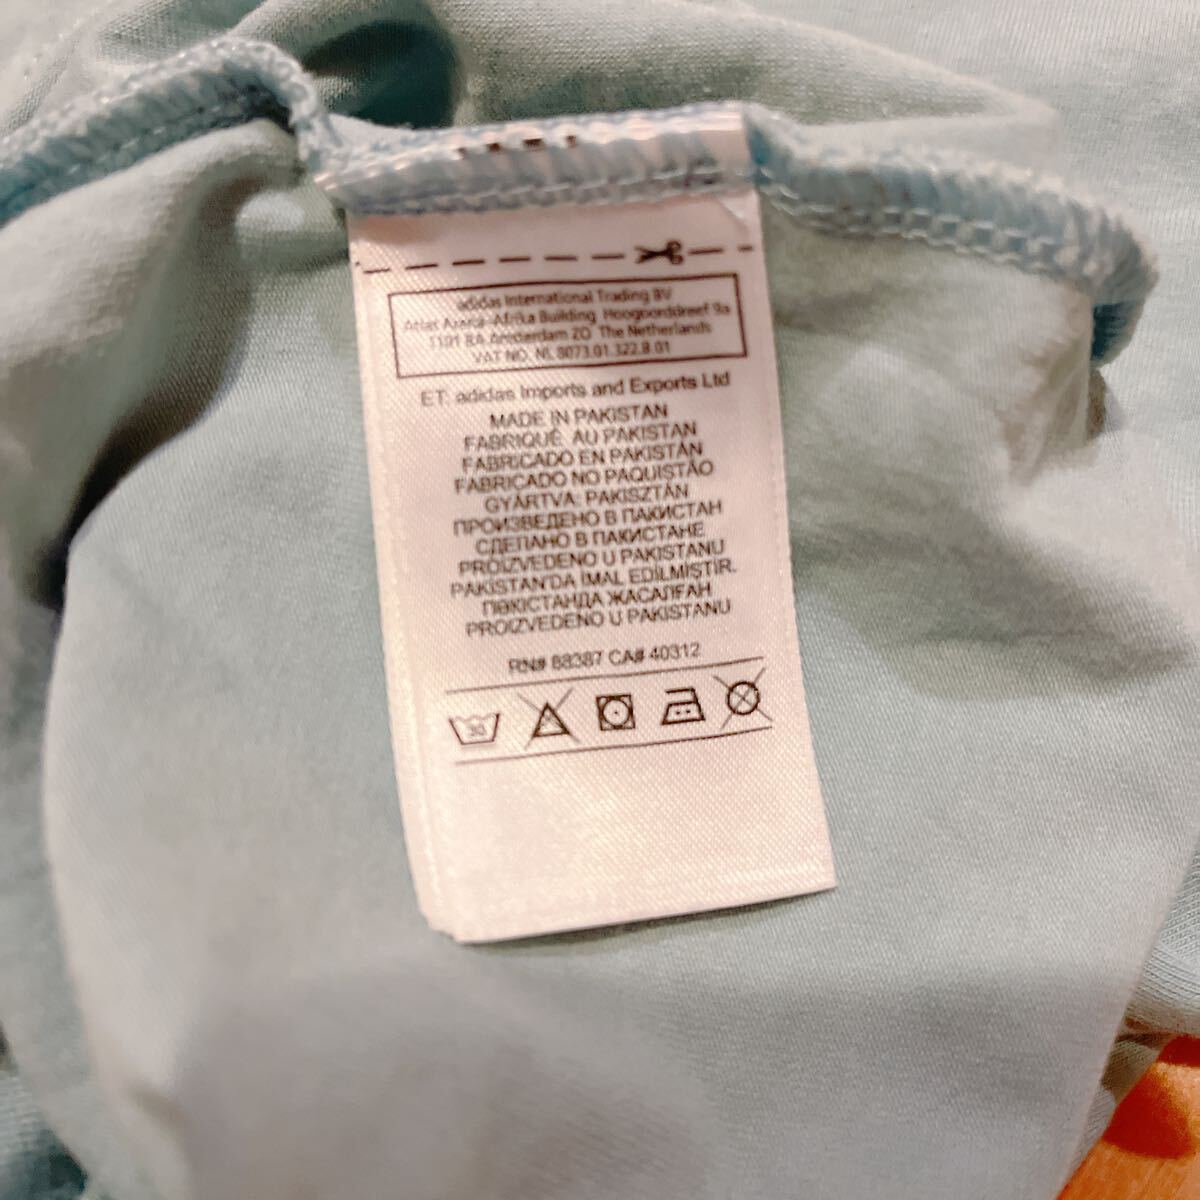 adidas International Trading BV
Atlas Arena-Afrika Building Hoogoorddreef 9a
1101 BA Amsterdam ZO The Netherlands
VAT NO. NL 8073.01.322.B.01
ET: adidas Imports and Exports Ltd
MADE IN PAKISTAN
FABRIQUÉ AU PAKISTAN
FABRICADO EN PAKISTÁN
FABRICADO NO PAQUISTÃO
GYÁRTVA: PAKISZTÁN
ПРОИЗВЕДЕНО В ПАКИСТАН
СДЕЛАНО В ПАКИСТАНЕ
PROIZVEDENO U PAKISTANU
PAKİSTAN'DA İMAL EDİLMİŞTİR.
ПӘКІСТАНДА ЖАСАЛҒАН
PROIZVEDENO U PAKISTANU
RN# 88387 CA# 40312
30